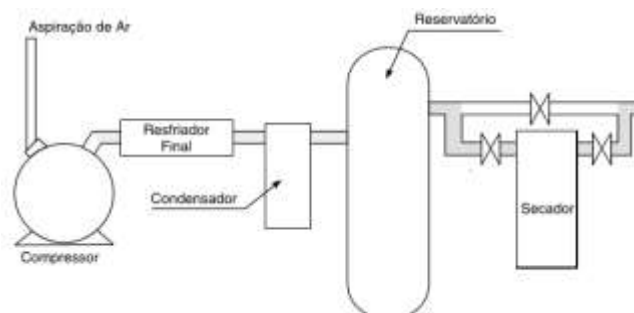 Aspiração de Ar
Reservatório
Resfriador
Final
Condensador
Secador
Compressor